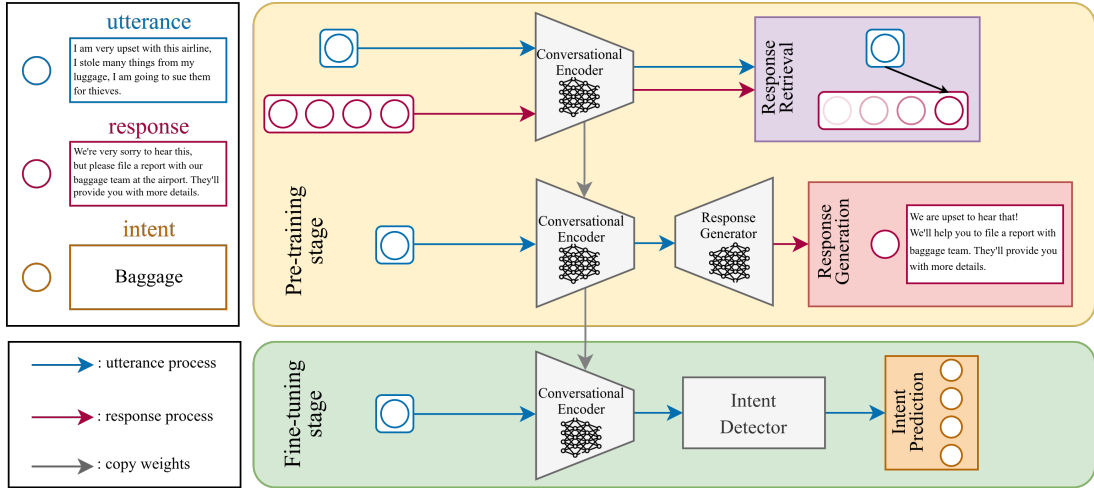 utterance
I am very upset with this airline,
I stole many things from my
luggage, I am going to sue them
for thieves.
response
We're very sorry to hear this,
but please file a report with our
baggage team at the airport. They'll
provide you with more details.
intent
Baggage
: utterance process
: response process
: copy weights
Pre-training
stage
Conversational
Encoder
Response
Retrieval
Conversational
Encoder
Response
Generator
Response
Generation
We are upset to hear that!
We'll help you to file a report with
baggage team. They'll provide you
with more details.
Fine-tuning
stage
Conversational
Encoder
Intent
Detector
Intent
Prediction